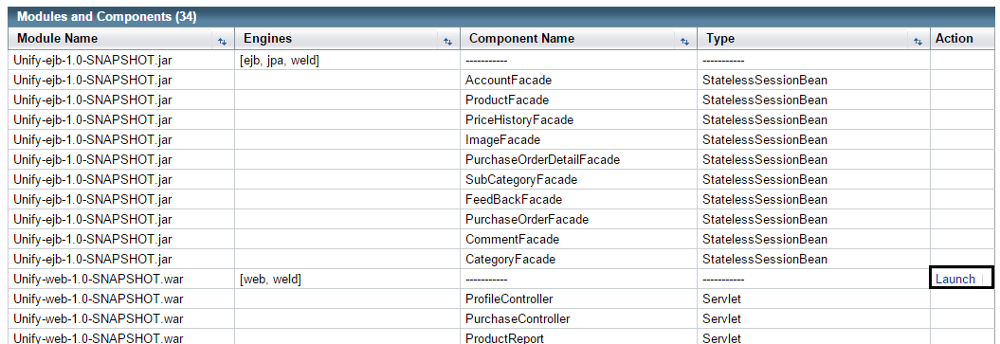 Modules and Components (34)
Module Name Engines Component Name Type Action
Unify-ejb-1.0-SNAPSHOT.jar [ejb, jpa, weld] ----------- -----------
Unify-ejb-1.0-SNAPSHOT.jar AccountFacade StatelessSessionBean
Unify-ejb-1.0-SNAPSHOT.jar ProductFacade StatelessSessionBean
Unify-ejb-1.0-SNAPSHOT.jar PriceHistoryFacade StatelessSessionBean
Unify-ejb-1.0-SNAPSHOT.jar ImageFacade StatelessSessionBean
Unify-ejb-1.0-SNAPSHOT.jar PurchaseOrderDetailFacade StatelessSessionBean
Unify-ejb-1.0-SNAPSHOT.jar SubCategoryFacade StatelessSessionBean
Unify-ejb-1.0-SNAPSHOT.jar FeedBackFacade StatelessSessionBean
Unify-ejb-1.0-SNAPSHOT.jar PurchaseOrderFacade StatelessSessionBean
Unify-ejb-1.0-SNAPSHOT.jar CommentFacade StatelessSessionBean
Unify-ejb-1.0-SNAPSHOT.jar CategoryFacade StatelessSessionBean
Unify-web-1.0-SNAPSHOT.war [web, weld] ----------- ----------- Launch
Unify-web-1.0-SNAPSHOT.war ProfileController Servlet
Unify-web-1.0-SNAPSHOT.war PurchaseController Servlet
Unify-web-1.0-SNAPSHOT.war ProductReport Servlet